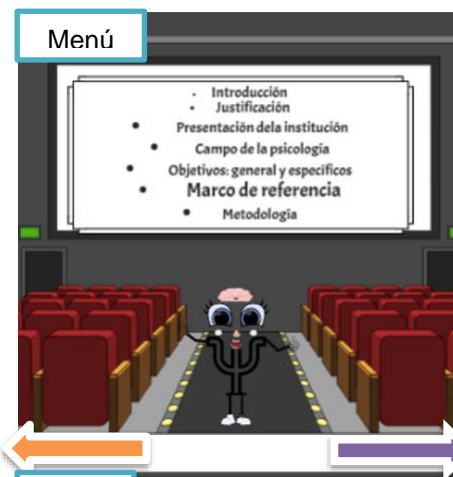 Menú
Introducción
Justificación
Presentación dela institución
Campo de la psicología
Objetivos: general y específicos
Marco de referencia
Metodología